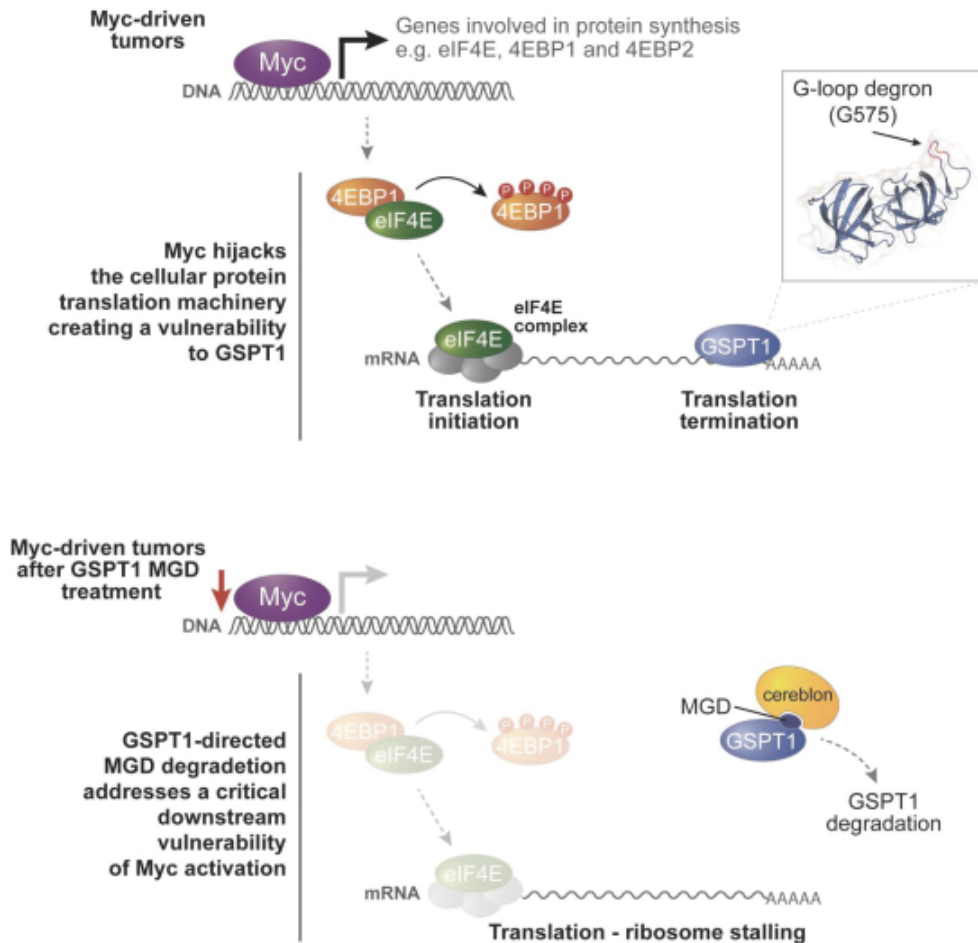 Myc-driven
tumors
Myc
DNA
Genes involved in protein synthesis
e.g. eIF4E, 4EBP1 and 4EBP2
G-loop degron
(G575)
4EBP1
eIF4E
P P P P
4EBP1
Myc hijacks
the cellular protein
translation machinery
creating a vulnerability
to GSPT1
eIF4E
complex
mRNA
eIF4E
GSPT1
AAAAA
Translation
initiation
Translation
termination
Myc-driven tumors
after GSPT1 MGD
treatment
Myc
DNA
4EBP1
eIF4E
P P P P
4EBP1
GSPT1-directed
MGD degradetion
addresses a critical
downstream
vulnerability
of Myc activation
cereblon
MGD
GSPT1
GSPT1
degradation
mRNA
eIF4E
AAAAA
Translation - ribosome stalling